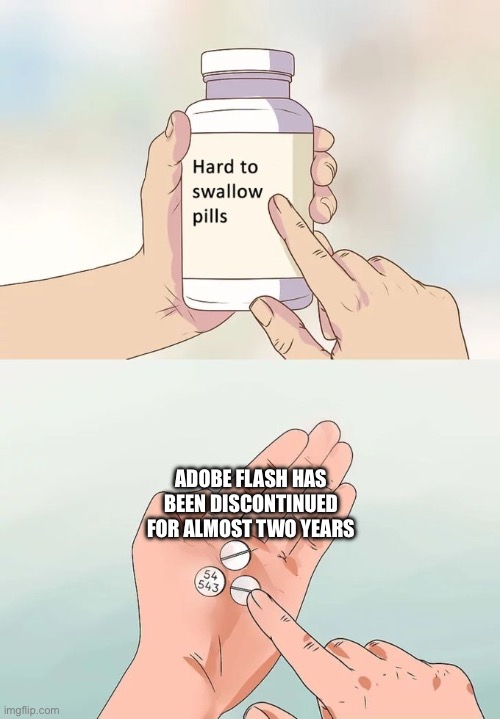 Hard to
swallow
pills
ADOBE FLASH HAS
BEEN DISCONTINUED
FOR ALMOST TWO YEARS
54
543
imgflip.com